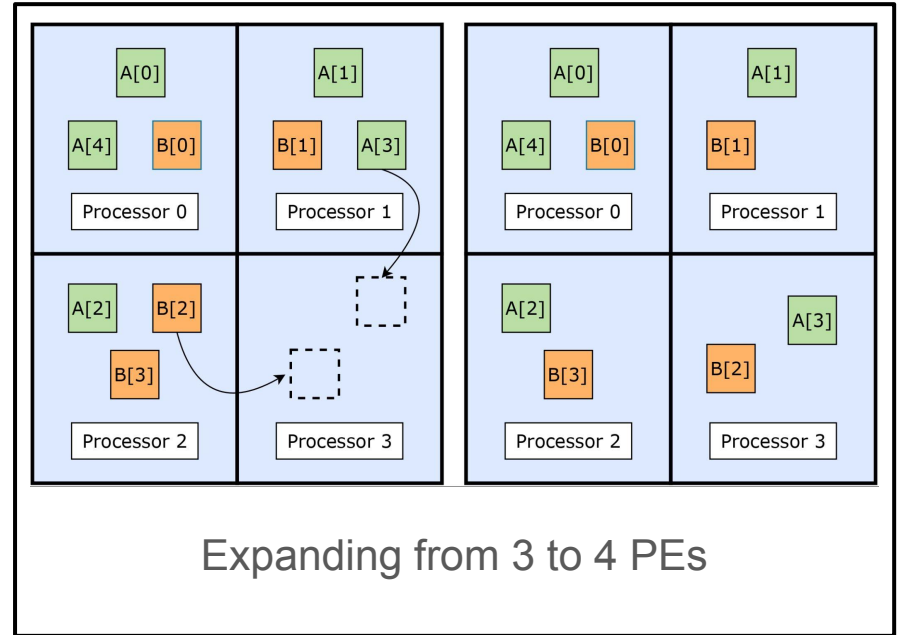 A[0]
A[4] B[0]
Processor 0
A[1]
B[1] A[3]
Processor 1
A[2] B[2]
B[3]
Processor 2
Processor 3
A[0]
A[4] B[0]
Processor 0
A[1]
B[1]
Processor 1
A[2]
B[3]
Processor 2
A[3]
B[2]
Processor 3
Expanding from 3 to 4 PEs